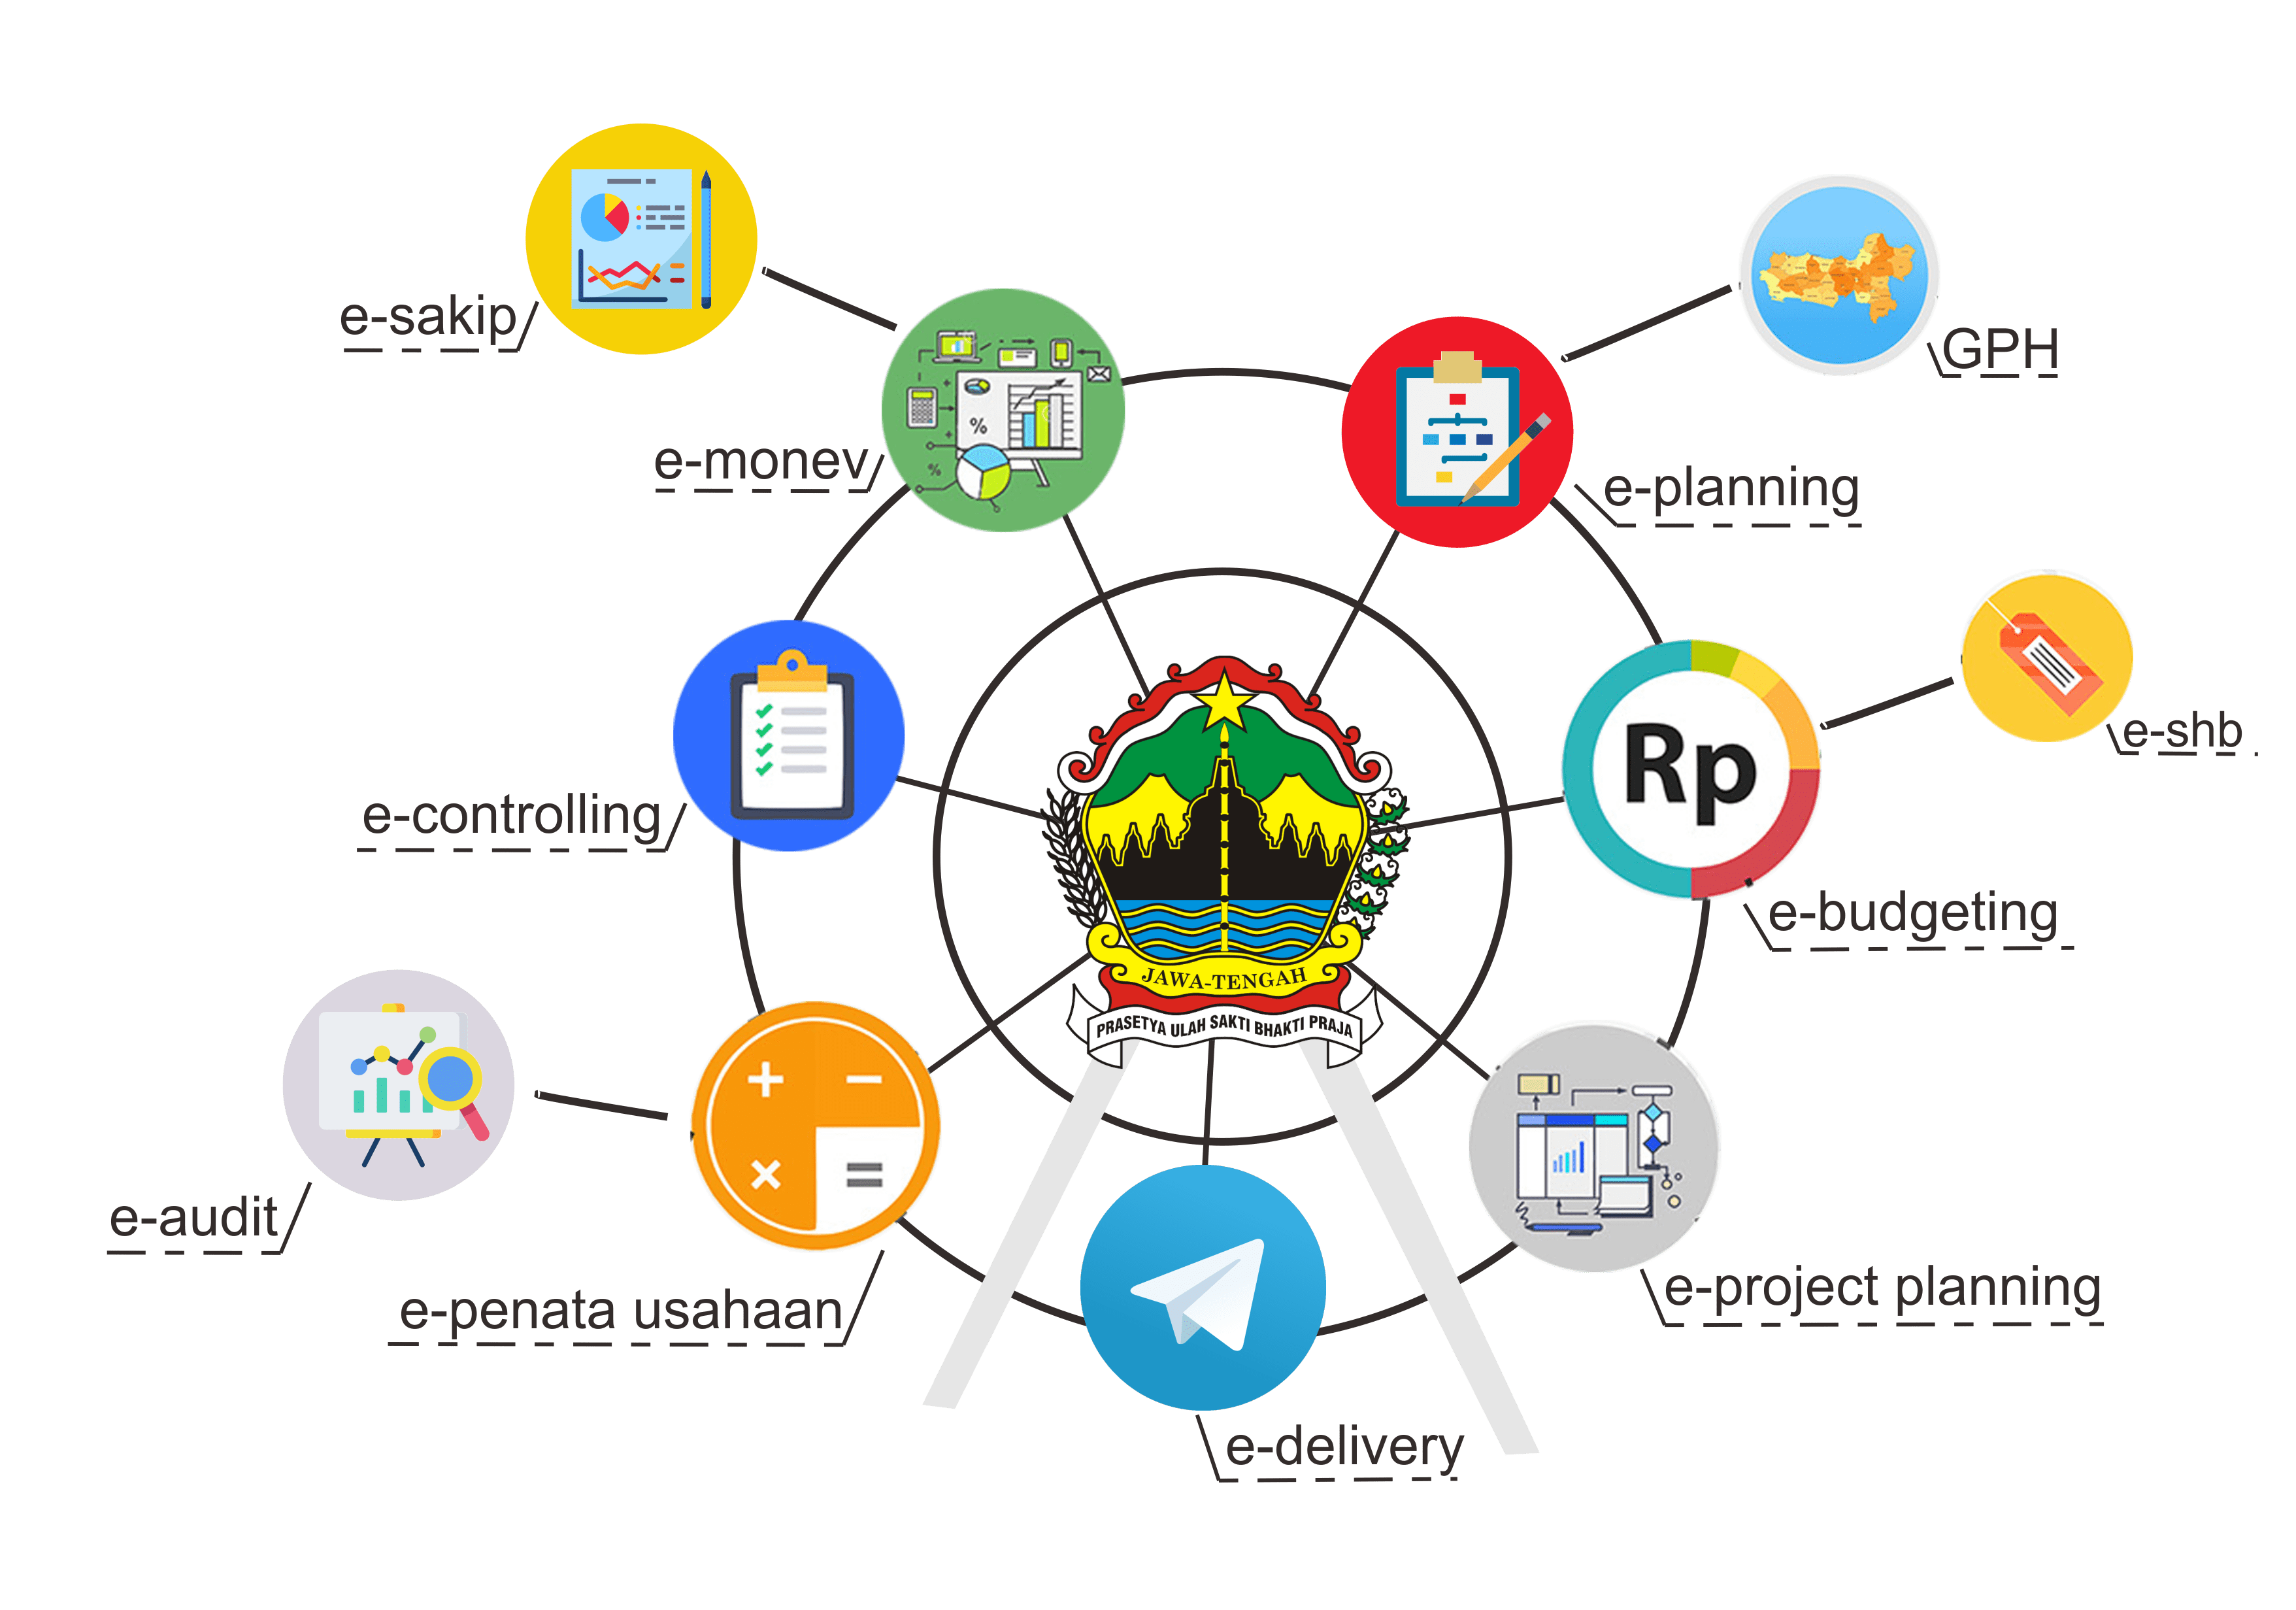 e-sakip
GPH
e-monev
e-planning
e-shb
e-controlling
Rp
e-budgeting
JAWA-TENGAH
PRASETYA ULAH SAKTI BHAKTI PRAJA
+ −
× =
e-audit
e-penata usahaan
e-project planning
e-delivery
%
%